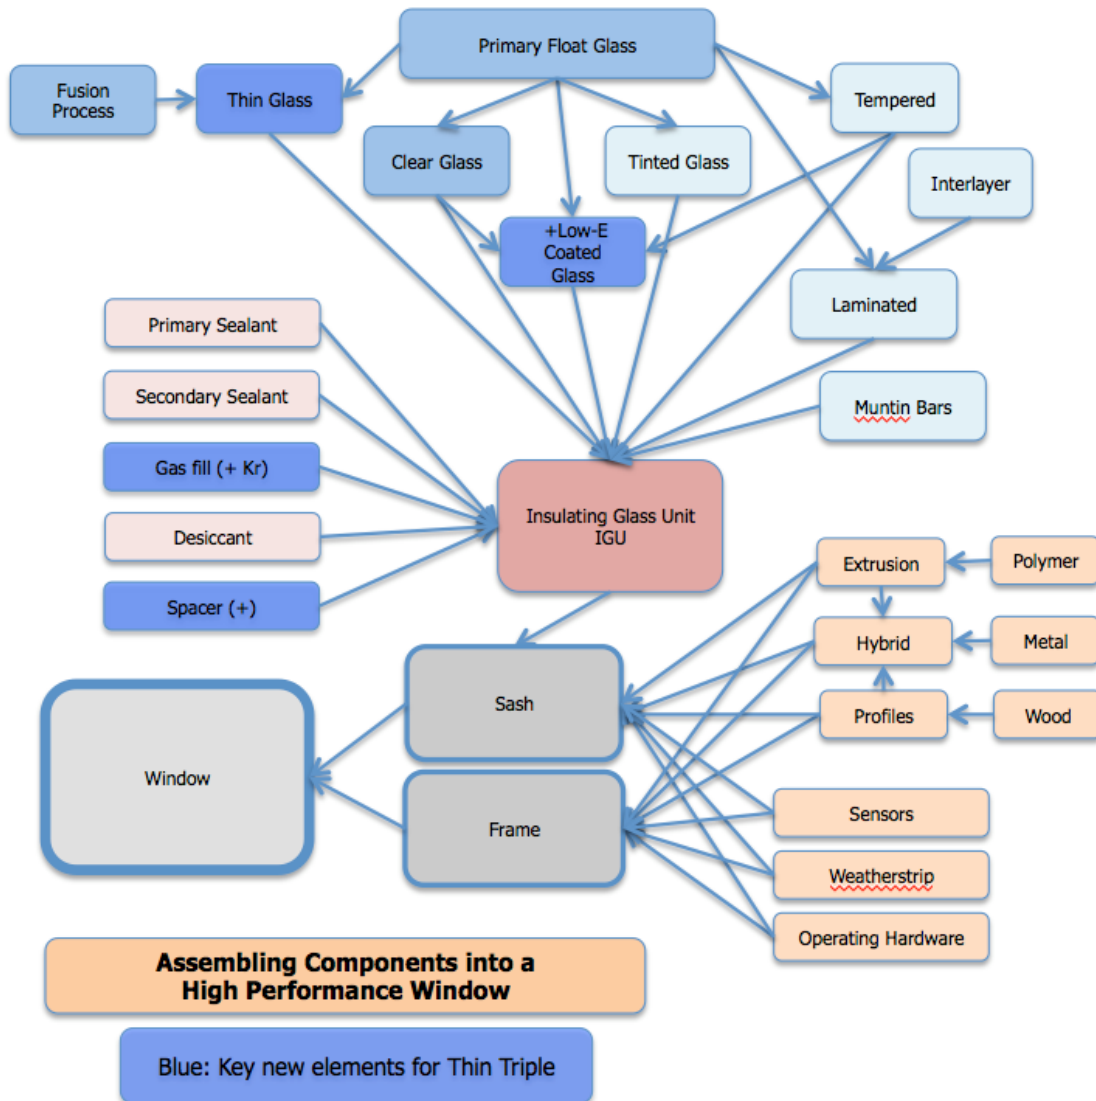 Primary Float Glass
Fusion
Process
Thin Glass
Tempered
Clear Glass
Tinted Glass
Interlayer
+Low-E
Coated
Glass
Laminated
Primary Sealant
Secondary Sealant
Muntin Bars
Gas fill (+ Kr)
Desiccant
Spacer (+)
Insulating Glass Unit
IGU
Extrusion
Polymer
Hybrid
Metal
Profiles
Wood
Sash
Window
Frame
Sensors
Weatherstrip
Operating Hardware
Assembling Components into a
High Performance Window
Blue: Key new elements for Thin Triple